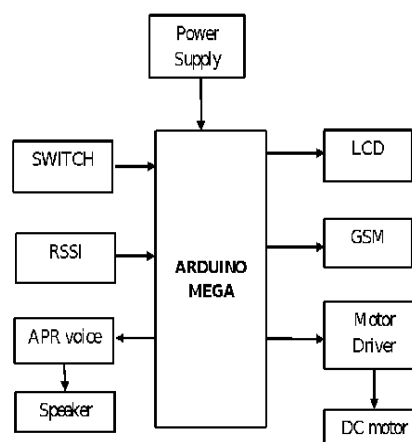 Power
Supply
SWITCH
LCD
RSSI
GSM
ARDUINO
MEGA
APR voice
Motor
Driver
Speaker
DC motor